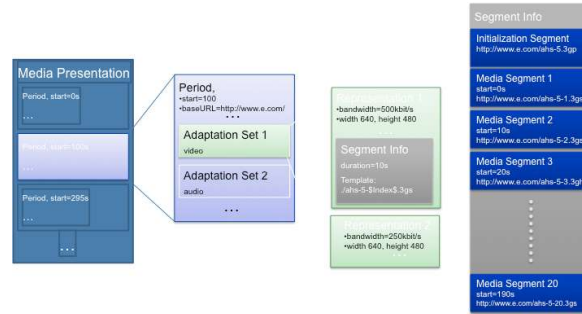 Media Presentation
Period, start=0s
...
Period, start=100s
...
Period, start=295s
...
...
Period,
•start=100
•baseURL=http://www.e.com/
...
Adaptation Set 1
video
Adaptation Set 2
audio
...
Representation 1
•bandwidth=500kbit/s
•width 640, height 480
...
Segment Info
duration=10s
Template:
./ahs-5-$Index$.3gs
Representation 2
•bandwidth=250kbit/s
•width 640, height 480
...
Segment Info
Initialization Segment
http://www.e.com/ahs-5.3gp
Media Segment 1
start=0s
http://www.e.com/ahs-5-1.3gs
Media Segment 2
start=10s
http://www.e.com/ahs-5-2.3gs
Media Segment 3
start=20s
http://www.e.com/ahs-5-3.3gh
Media Segment 20
start=190s
http://www.e.com/ahs-5-20.3gs